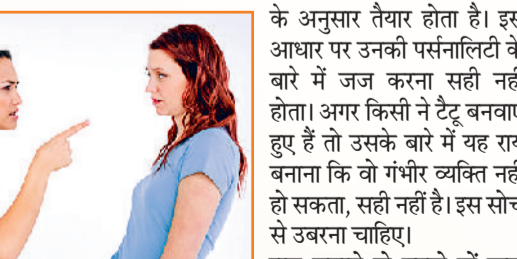 के अनुसार तैयार होता है। इस
आधार पर उनकी पर्सनालिटी के
बारे में जज करना सही नहीं
होता। अगर किसी ने टैटू बनवाए
हुए हैं तो उसके बारे में यह राय
बनाना कि वो गंभीर व्यक्ति नहीं
हो सकता, सही नहीं है। इस सोच
से उबरना चाहिए।